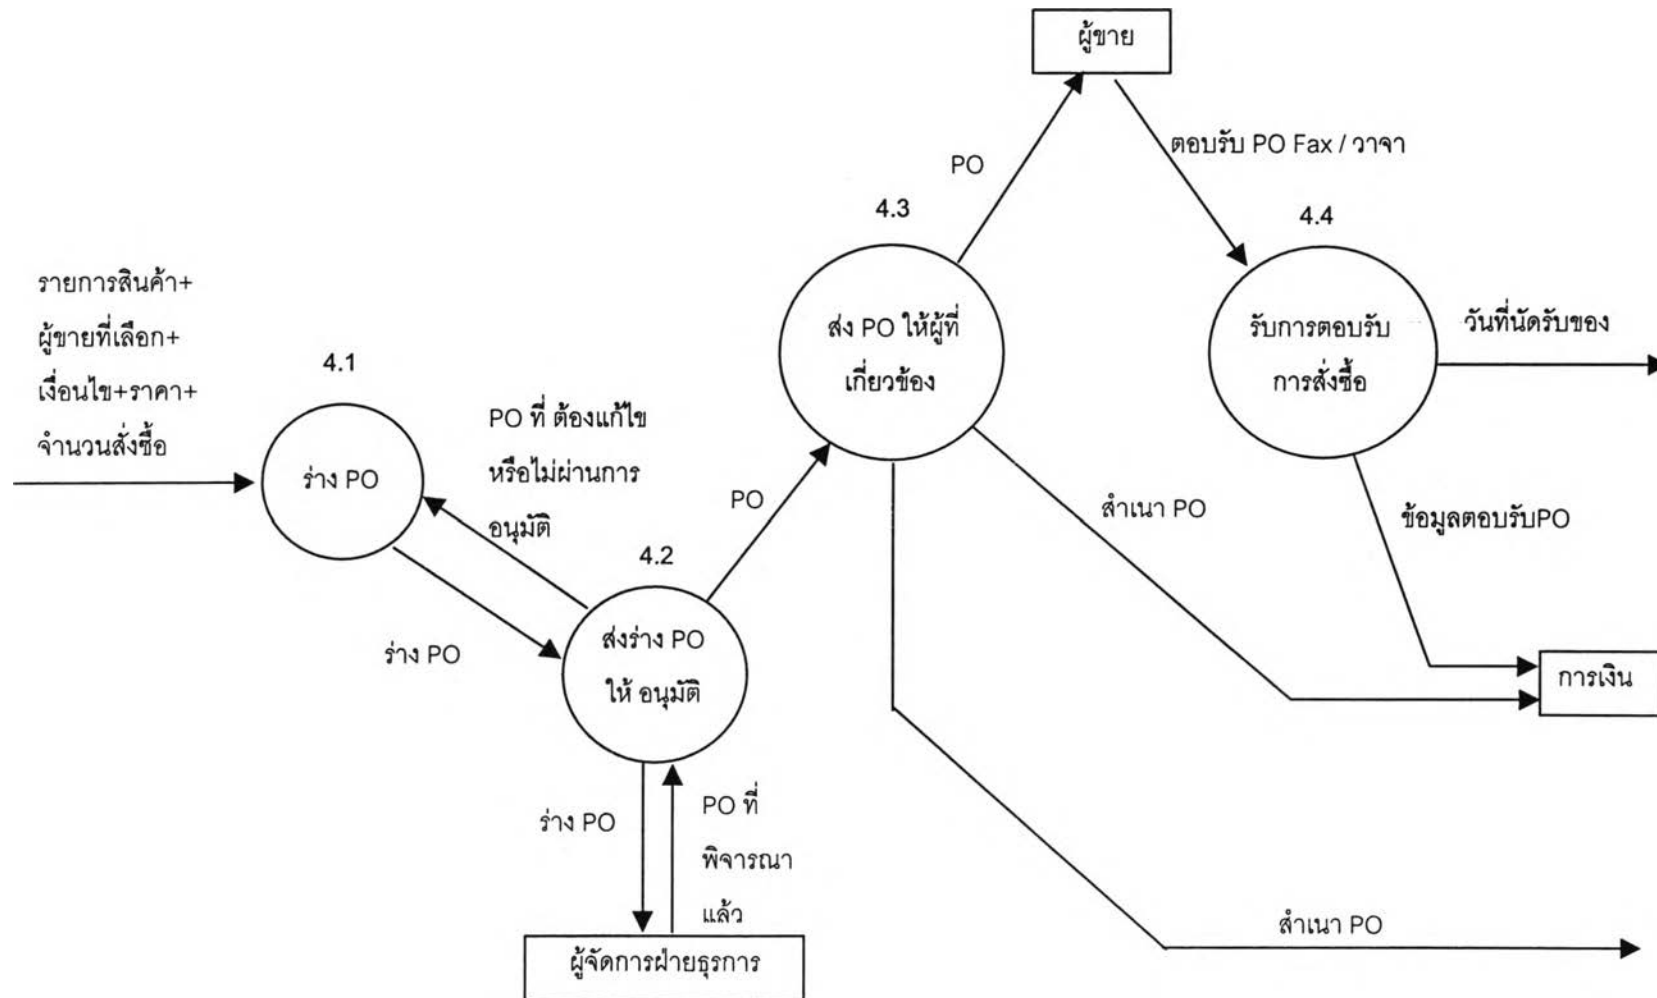 ผู้ขาย
ตอบรับ PO Fax / วาจา
PO
4.3
4.4
รายการสินค้า+
ผู้ขายที่เลือก+
เงื่อนไข+ราคา+
จำนวนสั่งซื้อ
4.1
ร่าง PO
PO ที่ ต้องแก้ไข
หรือไม่ผ่านการ
อนุมัติ
ส่ง PO ให้ผู้ที่
เกี่ยวข้อง
รับการตอบรับ
การสั่งซื้อ
วันที่นัดรับของ
PO
สำเนา PO
ข้อมูลตอบรับPO
4.2
ร่าง PO
ส่งร่าง PO
ให้ อนุมัติ
การเงิน
ร่าง PO
PO ที่
พิจารณา
แล้ว
สำเนา PO
ผู้จัดการฝ่ายธุรการ